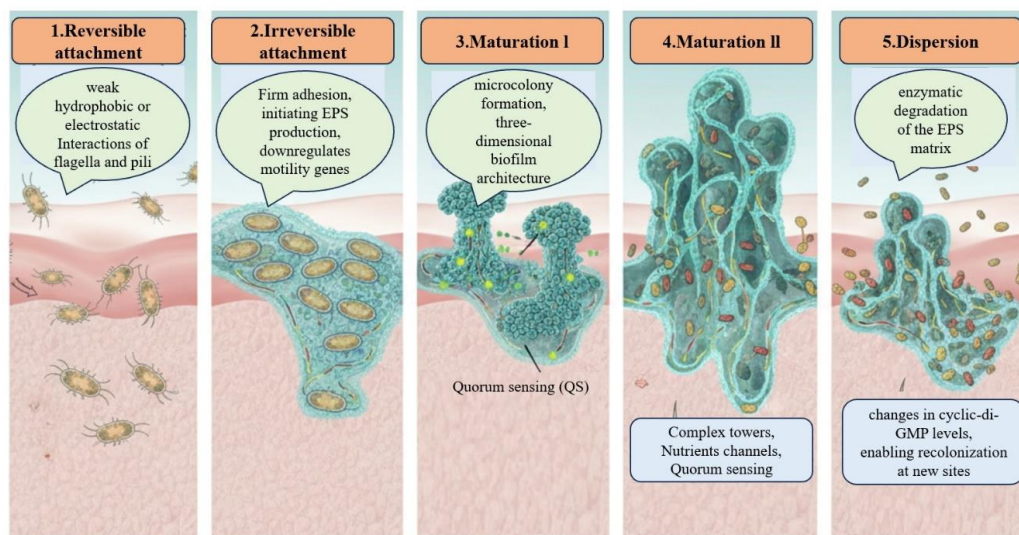 1.Reversible
attachment
weak
hydrophobic or
electrostatic
Interactions of
flagella and pili
2.Irreversible
attachment
Firm adhesion,
initiating EPS
production,
downregulates
motility genes
3.Maturation l
microcolony
formation,
three-
dimensional
biofilm
architecture
Quorum sensing (QS)
4.Maturation ll
Complex towers,
Nutrients channels,
Quorum sensing
5.Dispersion
enzymatic
degradation
of the EPS
matrix
changes in cyclic-di-
GMP levels,
enabling recolonization
at new sites